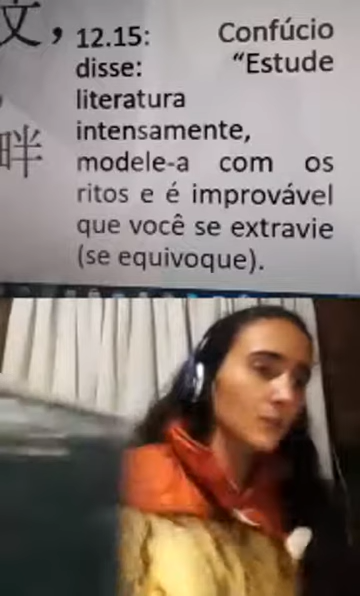 文, 12.15: Confúcio
disse: “Estude
literatura
intensamente,
畔 modele-a com os
ritos e é improvável
que você se extravie
(se equivoque).